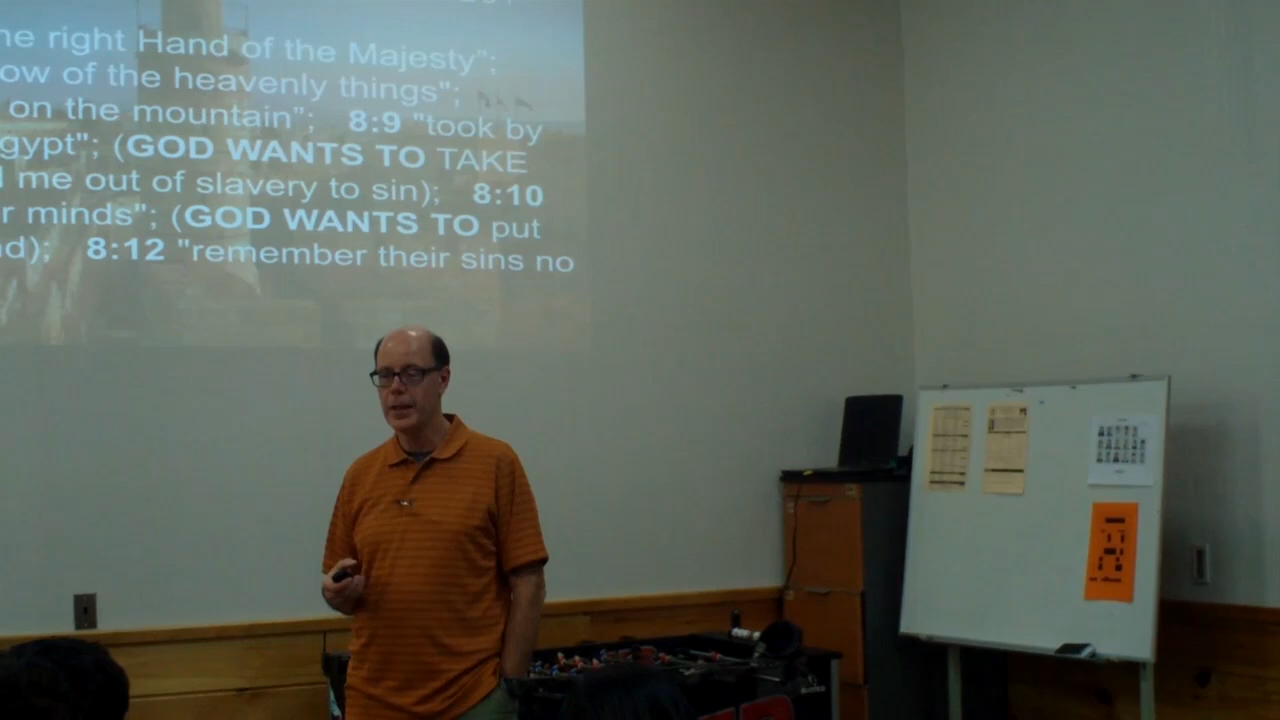 ne right Hand of the Majesty";
ow of the heavenly things";
on the mountain"; 8:9 "took by
gypt"; (GOD WANTS TO TAKE
me out of slavery to sin); 8:10
r minds"; (GOD WANTS TO put
nd); 8:12 "remember their sins no